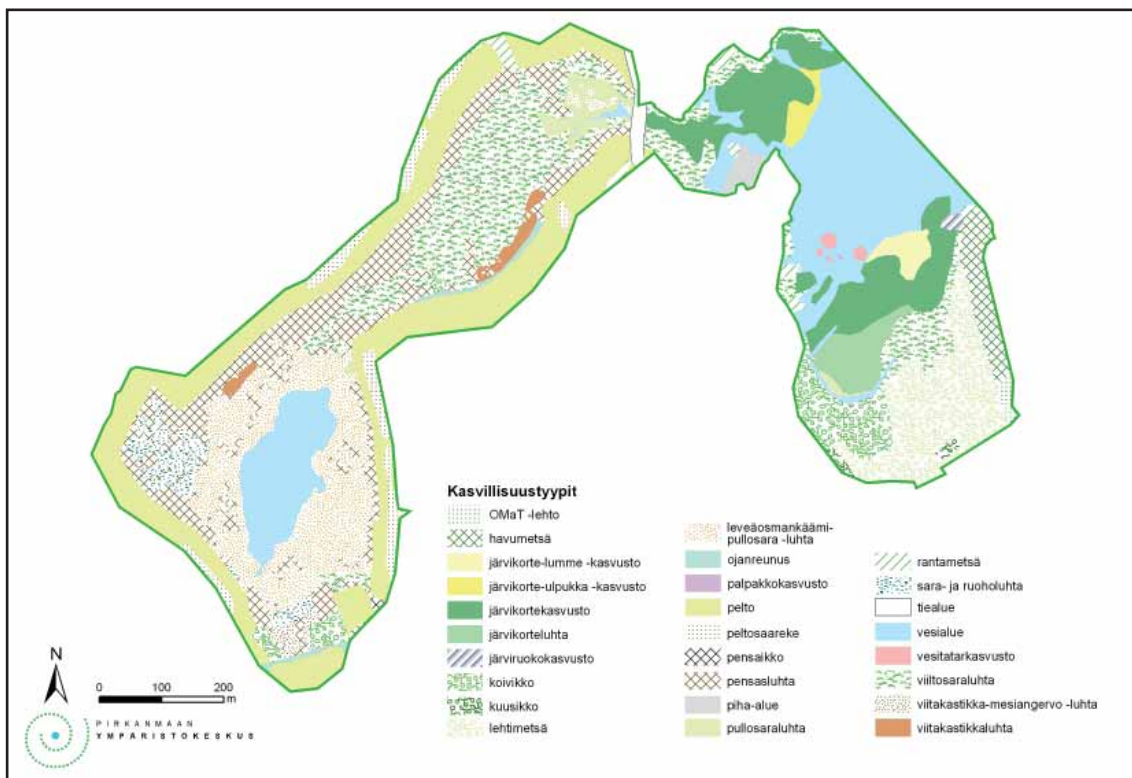 Kasvillisuustyypit
OMaT -lehto
havumetsä
järvikorte-lumme -kasvusto
järvikorte-ulpukka -kasvusto
järvikortekasvusto
järvikorteluhta
järviruokokasvusto
koivikko
kuusikko
lehtimetsä
leveäosmankäämi-
pullosara -luhta
ojanreunus
palpakkokasvusto
pelto
peltosaareke
pensaikko
pensasluhta
piha-alue
pullosaraluhta
rantametsä
sara- ja ruoholuhta
tiealue
vesialue
vesitatarkasvusto
viiltosaraluhta
viitakastikka-mesiangervo -luhta
viitakastikkaluhta
N
0 100 200
m
PIRKANMAAN
YMPÄRISTÖKESKUS